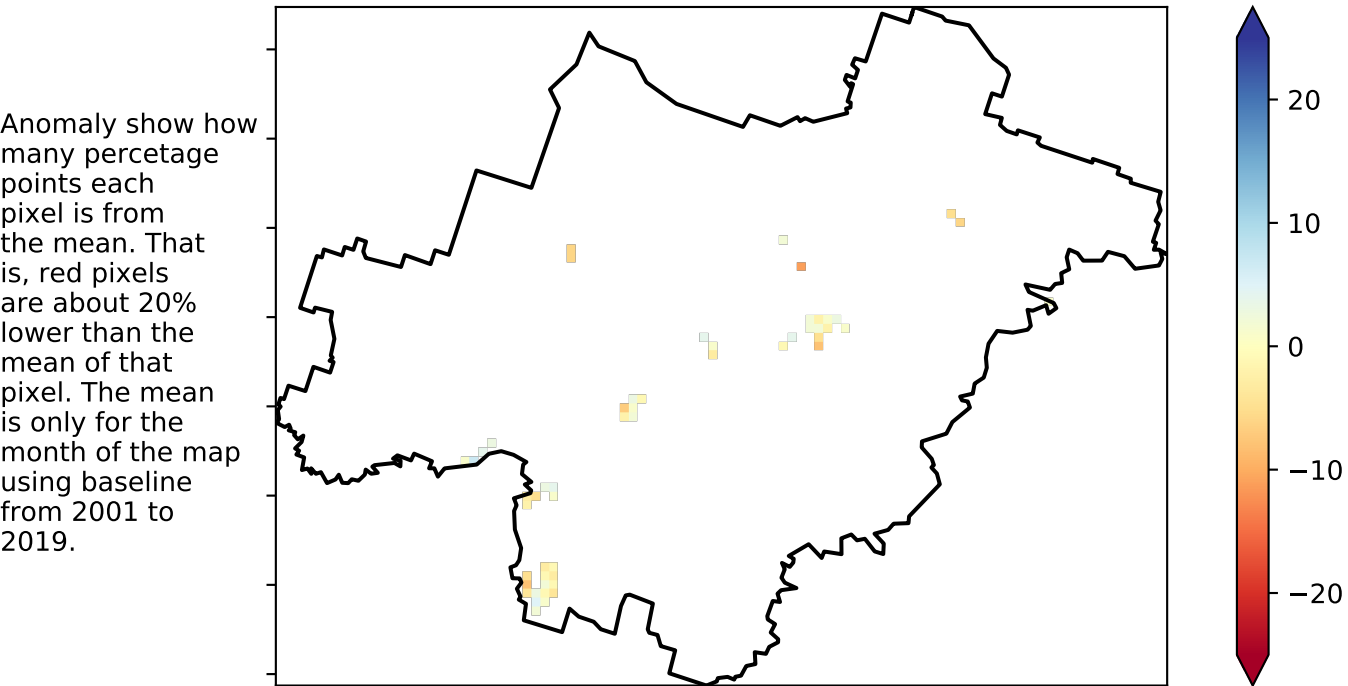 Anomaly show how
many percetage
points each
pixel is from
the mean. That
is, red pixels
are about 20%
lower than the
mean of that
pixel. The mean
is only for the
month of the map
using baseline
from 2001 to
2019.
20
10
0
−10
−20